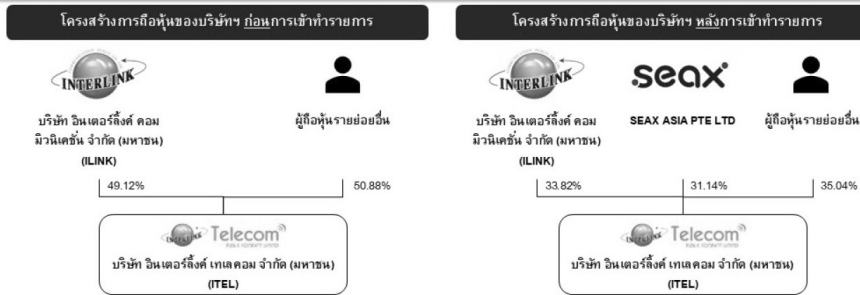 โครงสร้างการถือหุ้นของบริษัทฯ ก่อนการเข้าทำรายการ
INTERLINK
บริษัท อินเตอร์ลิ้งค์ คอม
มิวนิเคชั่น จำกัด (มหาชน)
(ILINK)
ผู้ถือหุ้นรายย่อยอื่น
49.12%
50.88%
INTERLINK Telecom
บริษัท อินเตอร์ลิ้งค์ เทเลคอม จำกัด (มหาชน)
(ITEL)
โครงสร้างการถือหุ้นของบริษัทฯ หลังการเข้าทำรายการ
INTERLINK
บริษัท อินเตอร์ลิ้งค์ คอม
มิวนิเคชั่น จำกัด (มหาชน)
(ILINK)
seax
SEAX ASIA PTE LTD
ผู้ถือหุ้นรายย่อยอื่น
33.82%
31.14%
35.04%
INTERLINK Telecom
บริษัท อินเตอร์ลิ้งค์ เทเลคอม จำกัด (มหาชน)
(ITEL)